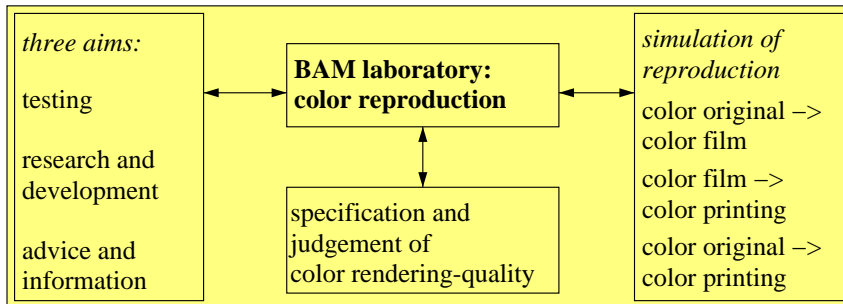 three aims:
testing
research and
development
advice and
information
BAM laboratory:
color reproduction
specification and
judgement of
color rendering-quality
simulation of
reproduction
color original −>
color film
color film −>
color printing
color original −>
color printing